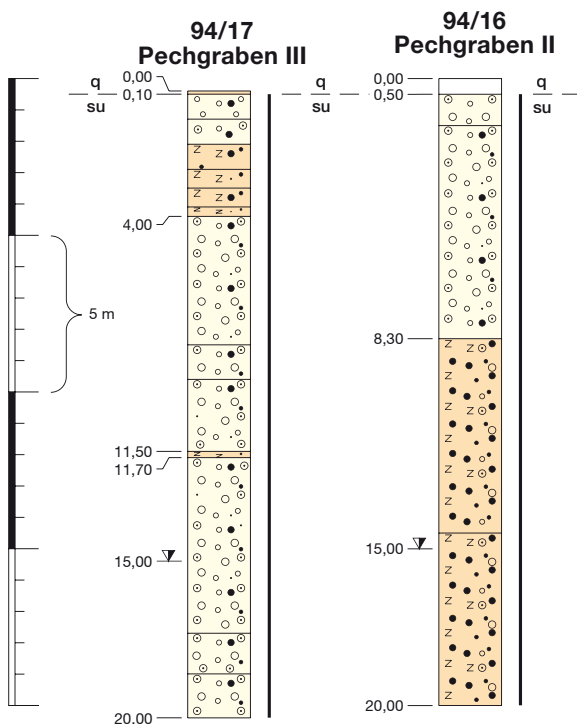 94/17
Pechgraben III
94/16
Pechgraben II
0,00
q
0,10
su
4,00
5 m
11,50
11,70
15,00
20.00
q
su
0,00
0,50
q
su
8,30
15,00
20,00